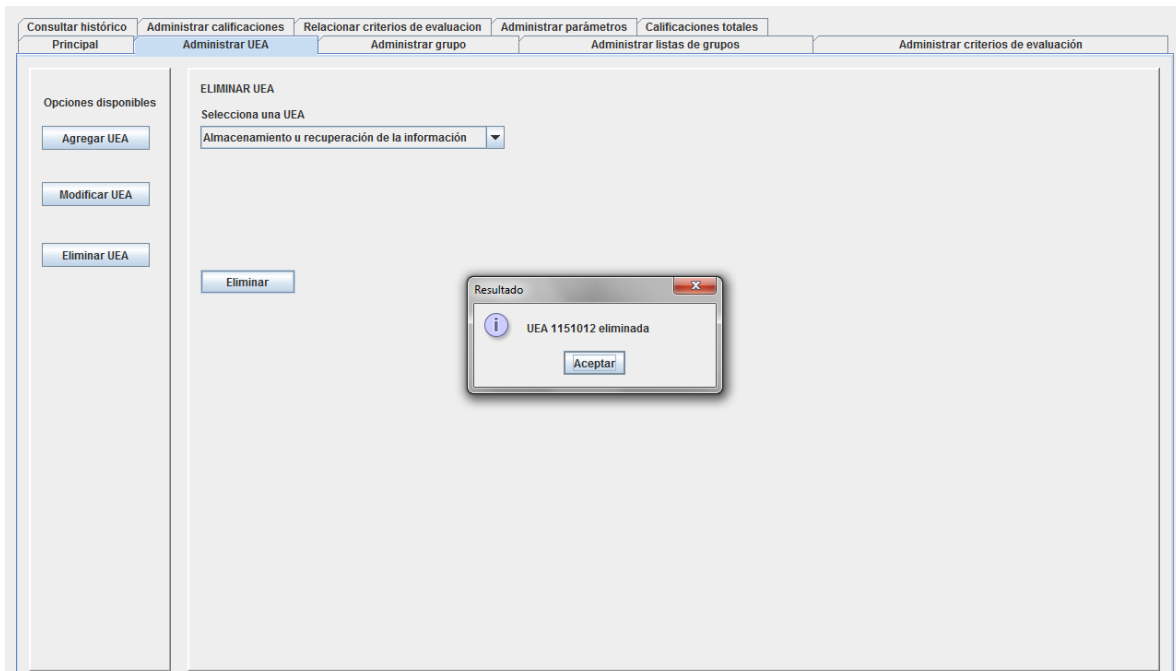 Consultar histórico Administrar calificaciones Relacionar criterios de evaluacion Administrar parámetros Calificaciones totales
Principal Administrar UEA Administrar grupo Administrar listas de grupos Administrar criterios de evaluación
Opciones disponibles
Agregar UEA
Modificar UEA
Eliminar UEA
ELIMINAR UEA
Selecciona una UEA
Almacenamiento u recuperación de la información
Eliminar
Resultado
UEA 1151012 eliminada
Aceptar